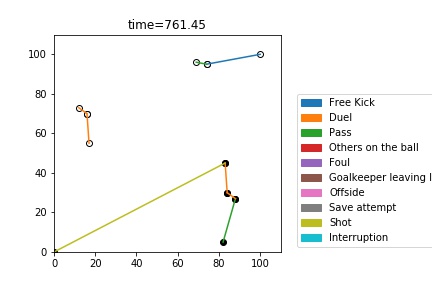 time=761.45
100
80
60
40
20
0
0 20 40 60 80 100
Free Kick
Duel
Pass
Others on the ball
Foul
Goalkeeper leaving l
Offside
Save attempt
Shot
Interruption